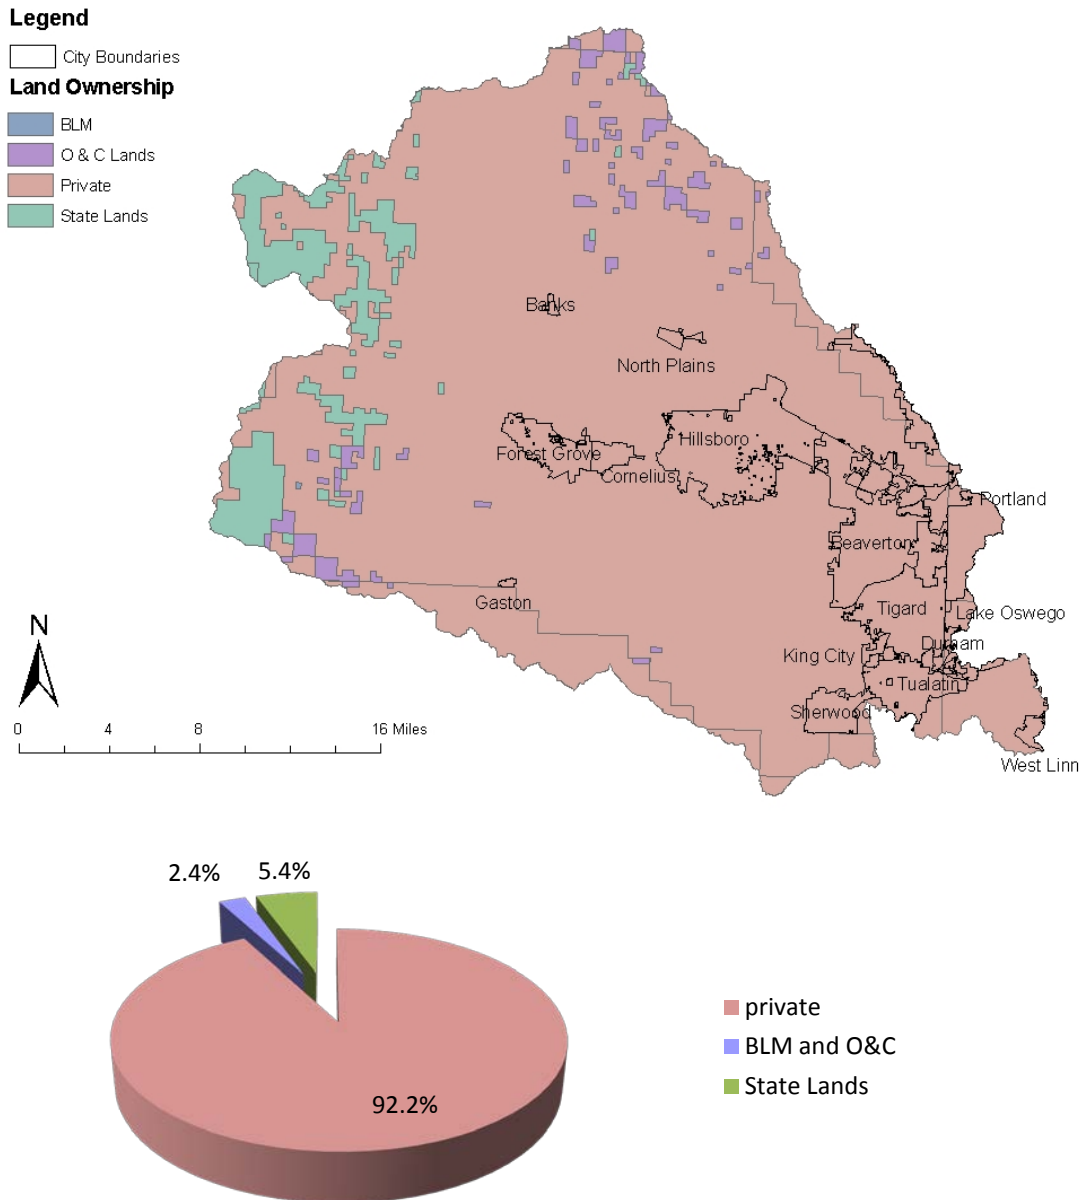 Legend
City Boundaries
Land Ownership
BLM
O & C Lands
Private
State Lands
Banks
North Plains
Hillsboro
Forest Grove
Cornelius
Portland
Beaverton
Gaston
Tigard
Lake Oswego
Durham
King City
Tualatin
Sherwood
West Linn
N
0 4 8 16 Miles
2.4% 5.4%
92.2%
private
BLM and O&C
State Lands